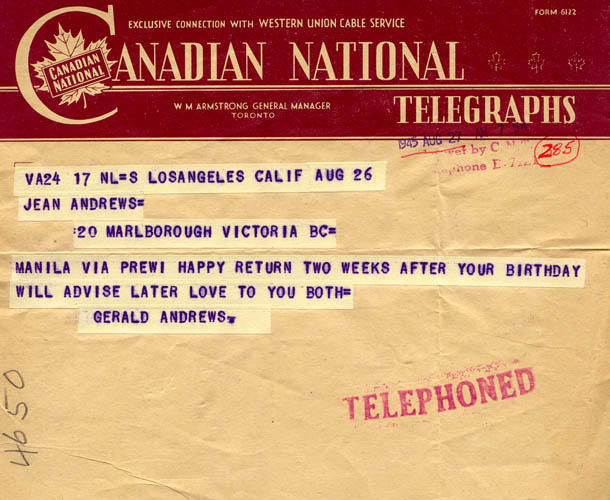 FORM 6122
EXCLUSIVE CONNECTION WITH WESTERN UNION CABLE SERVICE
CANADIAN NATIONAL
CANADIAN NATIONAL
W M ARMSTRONG GENERAL MANAGER
TORONTO
TELEGRAPHS
1945 AUG 27
by C.
285
VA24 17 NL=S LOSANGELES CALIF AUG 26
JEAN ANDREWS=
=20 MARLBOROUGH VICTORIA BC=
MANILA VIA PREWI HAPPY RETURN TWO WEEKS AFTER YOUR BIRTHDAY
WILL ADVISE LATER LOVE TO YOU BOTH=
GERALD ANDREWS
TELEPHONED
4650